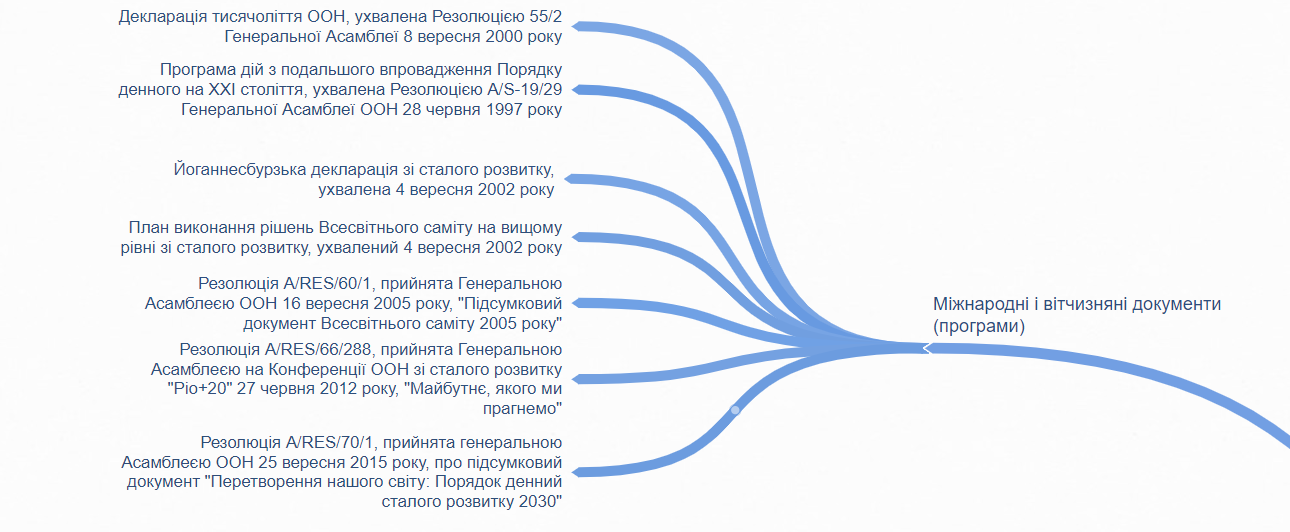 Декларація тисячоліття ООН, ухвалена Резолюцією 55/2
Генеральної Асамблеї 8 вересня 2000 року
Програма дій з подальшого впровадження Порядку
денного на XXI століття, ухвалена Резолюцією A/S-19/29
Генеральної Асамблеї ООН 28 червня 1997 року
Йоганнесбурзька декларація зі сталого розвитку,
ухвалена 4 вересня 2002 року
План виконання рішень Всесвітнього саміту на вищому
рівні зі сталого розвитку, ухвалений 4 вересня 2002 року
Резолюція A/RES/60/1, прийнята Генеральною
Асамблеєю ООН 16 вересня 2005 року, "Підсумковий
документ Всесвітнього саміту 2005 року"
Резолюція A/RES/66/288, прийнята Генеральною
Асамблеєю на Конференції ООН зі сталого розвитку
"Ріо+20" 27 червня 2012 року, "Майбутнє, якого ми
прагнемо"
Резолюція A/RES/70/1, прийнята генеральною
Асамблеєю ООН 25 вересня 2015 року, про підсумковий
документ "Перетворення нашого світу: Порядок денний
сталого розвитку 2030"
Міжнародні і вітчизняні документи
(програми)